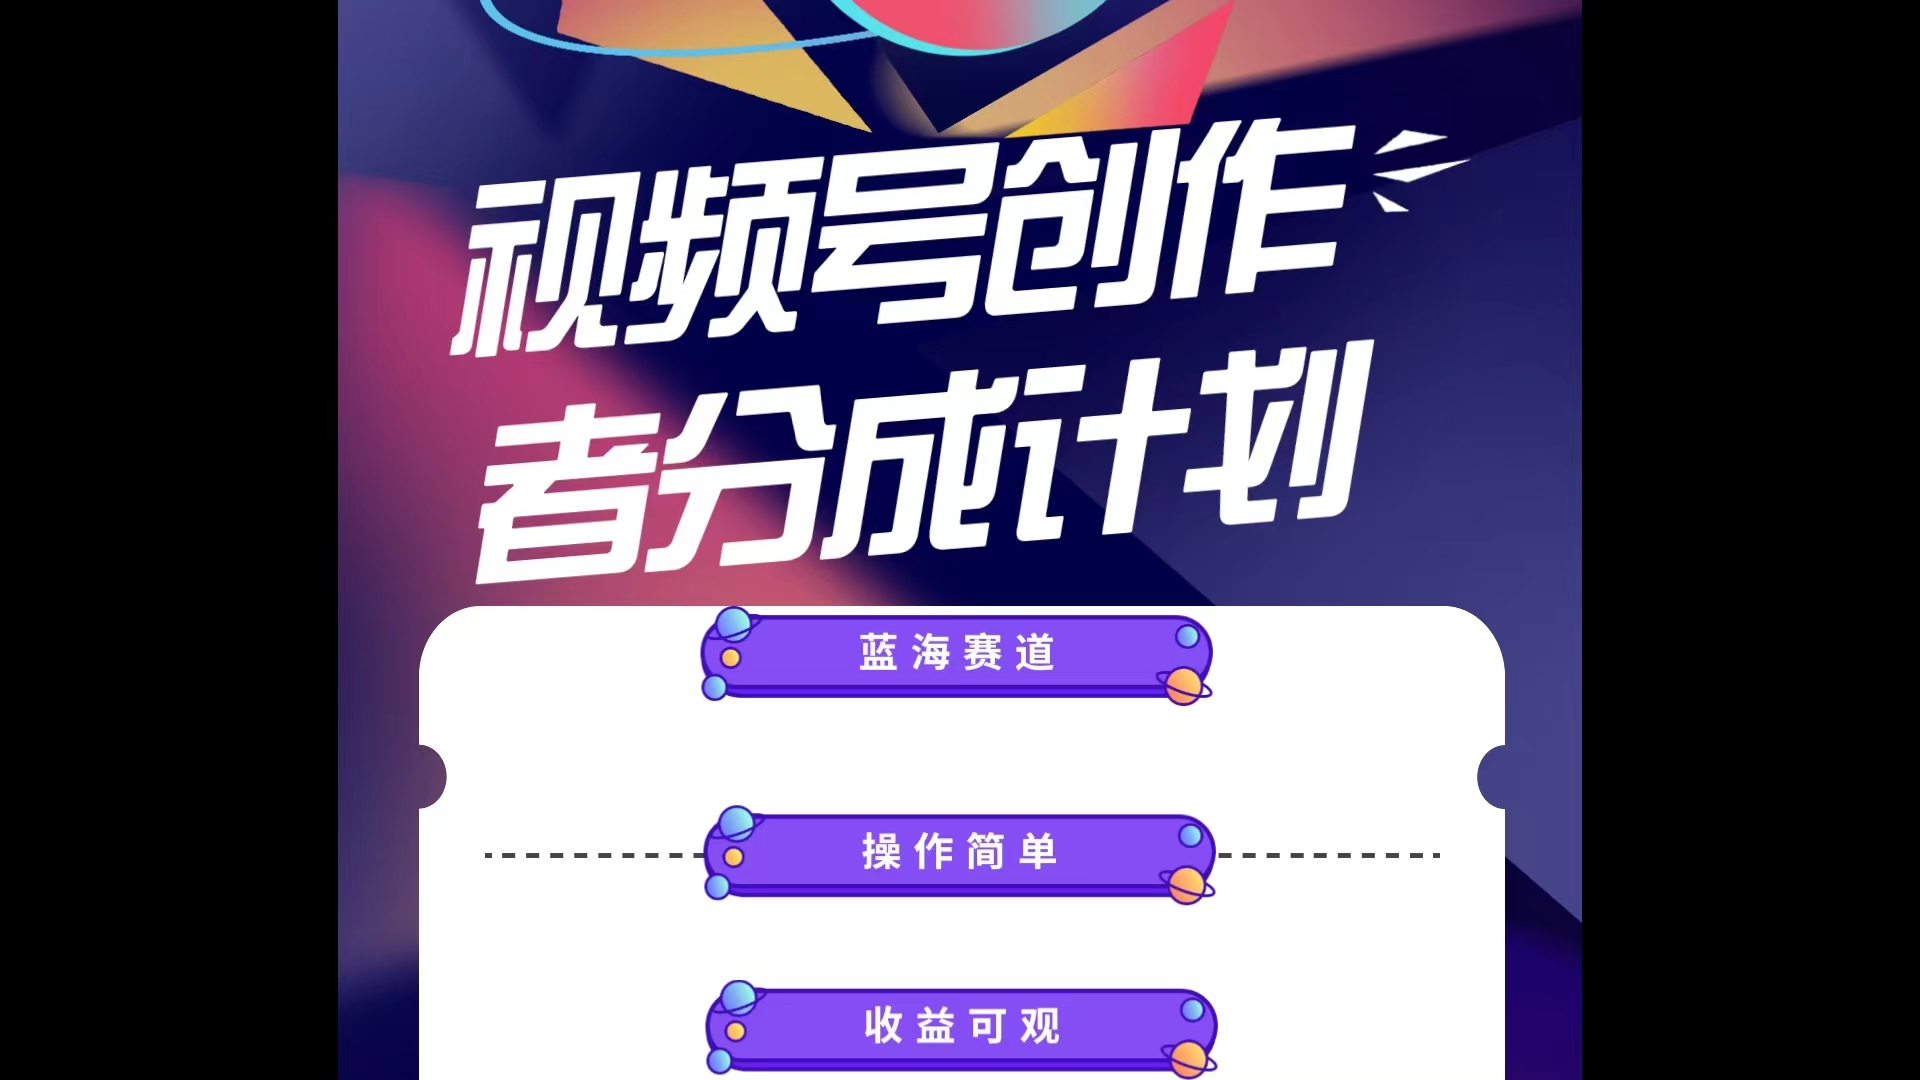 视频号创作
者分成计划
蓝海赛道
操作简单
收益可观